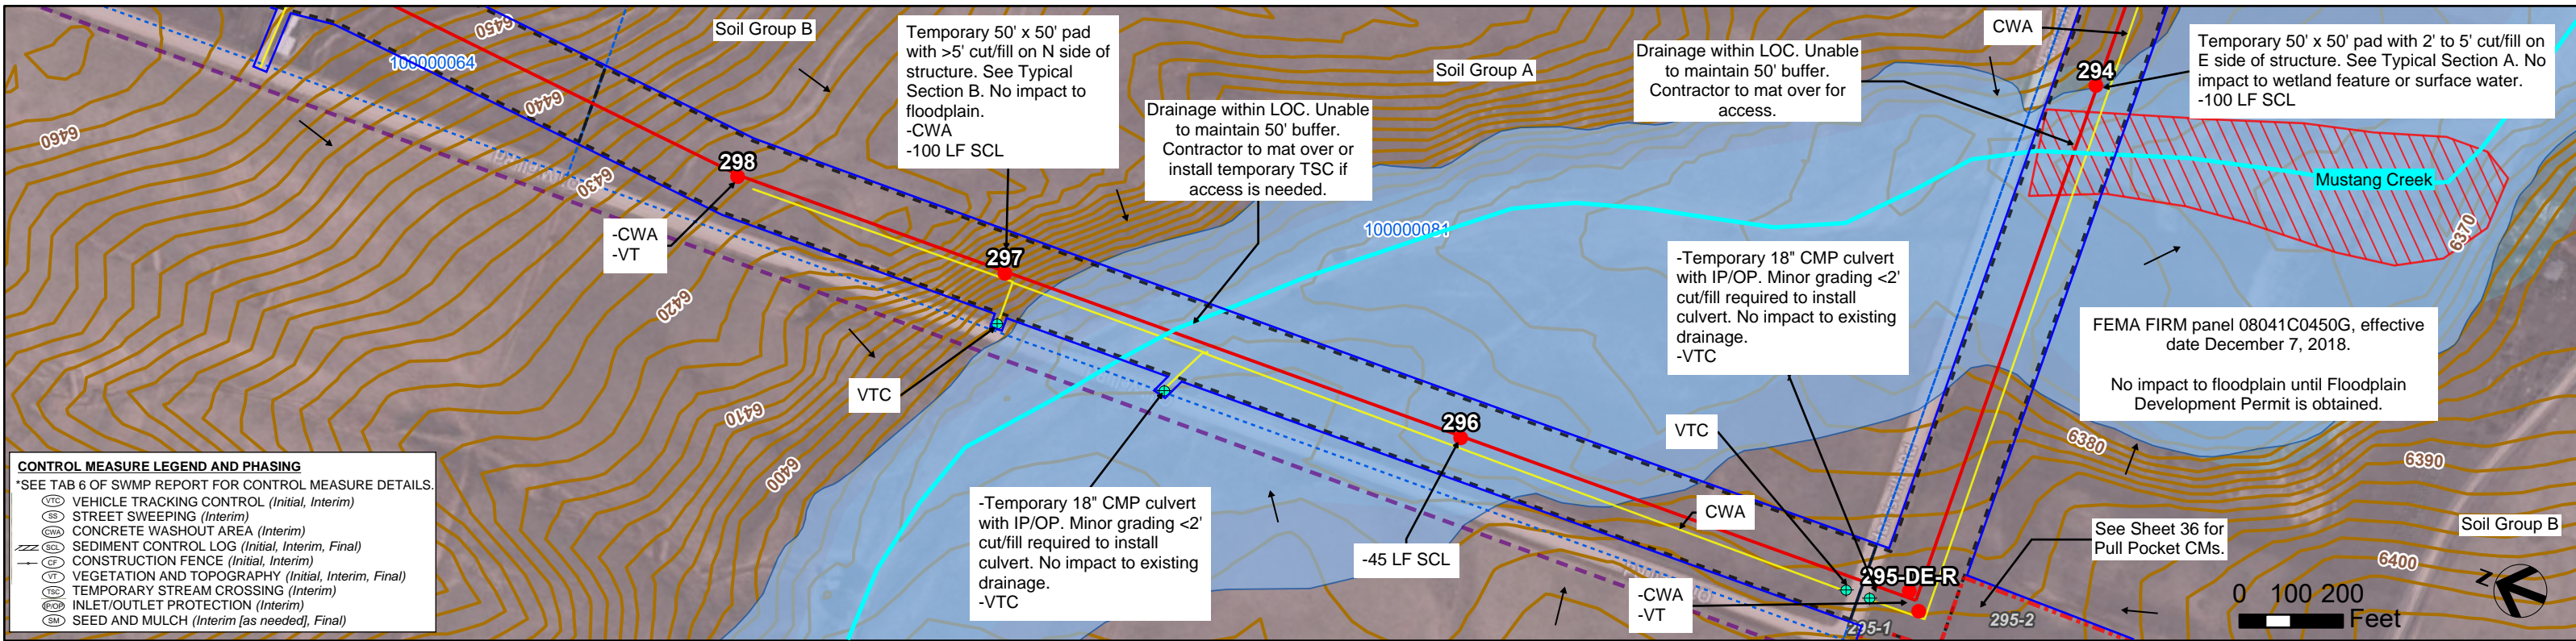 Soil Group B
Temporary 50' x 50' pad
with >5' cut/fill on N side of
structure. See Typical
Section B. No impact to
floodplain.
-CWA
-100 LF SCL
Soil Group A
Drainage within LOC. Unable
to maintain 50' buffer.
Contractor to mat over or
install temporary TSC if
access is needed.
Drainage within LOC. Unable
to maintain 50' buffer.
Contractor to mat over for
access.
CWA
Temporary 50' x 50' pad with 2' to 5' cut/fill on
E side of structure. See Typical Section A. No
impact to wetland feature or surface water.
-100 LF SCL
294
6450
100000064
6440
6460
6430
298
-CWA
-VT
297
100000081
Mustang Creek
6370
6420
-Temporary 18" CMP culvert
with IP/OP. Minor grading <2'
cut/fill required to install
culvert. No impact to existing
drainage.
-VTC
FEMA FIRM panel 08041C0450G, effective
date December 7, 2018.
No impact to floodplain until Floodplain
Development Permit is obtained.
VTC
6410
296
VTC
6380
6390
6400
CONTROL MEASURE LEGEND AND PHASING
*SEE TAB 6 OF SWMP REPORT FOR CONTROL MEASURE DETAILS.
VTC VEHICLE TRACKING CONTROL (Initial, Interim)
SS STREET SWEEPING (Interim)
CWA CONCRETE WASHOUT AREA (Interim)
SCL SEDIMENT CONTROL LOG (Initial, Interim, Final)
CF CONSTRUCTION FENCE (Initial, Interim)
VT VEGETATION AND TOPOGRAPHY (Initial, Interim, Final)
TSC TEMPORARY STREAM CROSSING (Interim)
IP/OP INLET/OUTLET PROTECTION (Interim)
SM SEED AND MULCH (Interim [as needed], Final)
-Temporary 18" CMP culvert
with IP/OP. Minor grading <2'
cut/fill required to install
culvert. No impact to existing
drainage.
-VTC
-45 LF SCL
CWA
See Sheet 36 for
Pull Pocket CMs.
Soil Group B
6400
295-DE-R
-CWA
-VT
295-1
295-2
Z
0 100 200
Feet